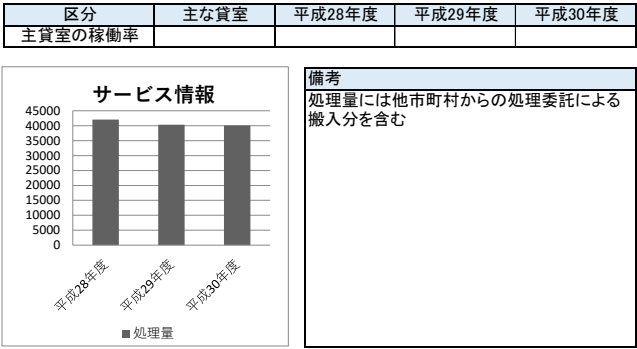 区分 主な貸室 平成28年度 平成29年度 平成30年度
主貸室の稼働率
サービス情報
45000
40000
35000
30000
25000
20000
15000
10000
5000
0
平成28年度 平成29年度 平成30年度
■処理量
備考
処理量には他市町村からの処理委託による
搬入分を含む